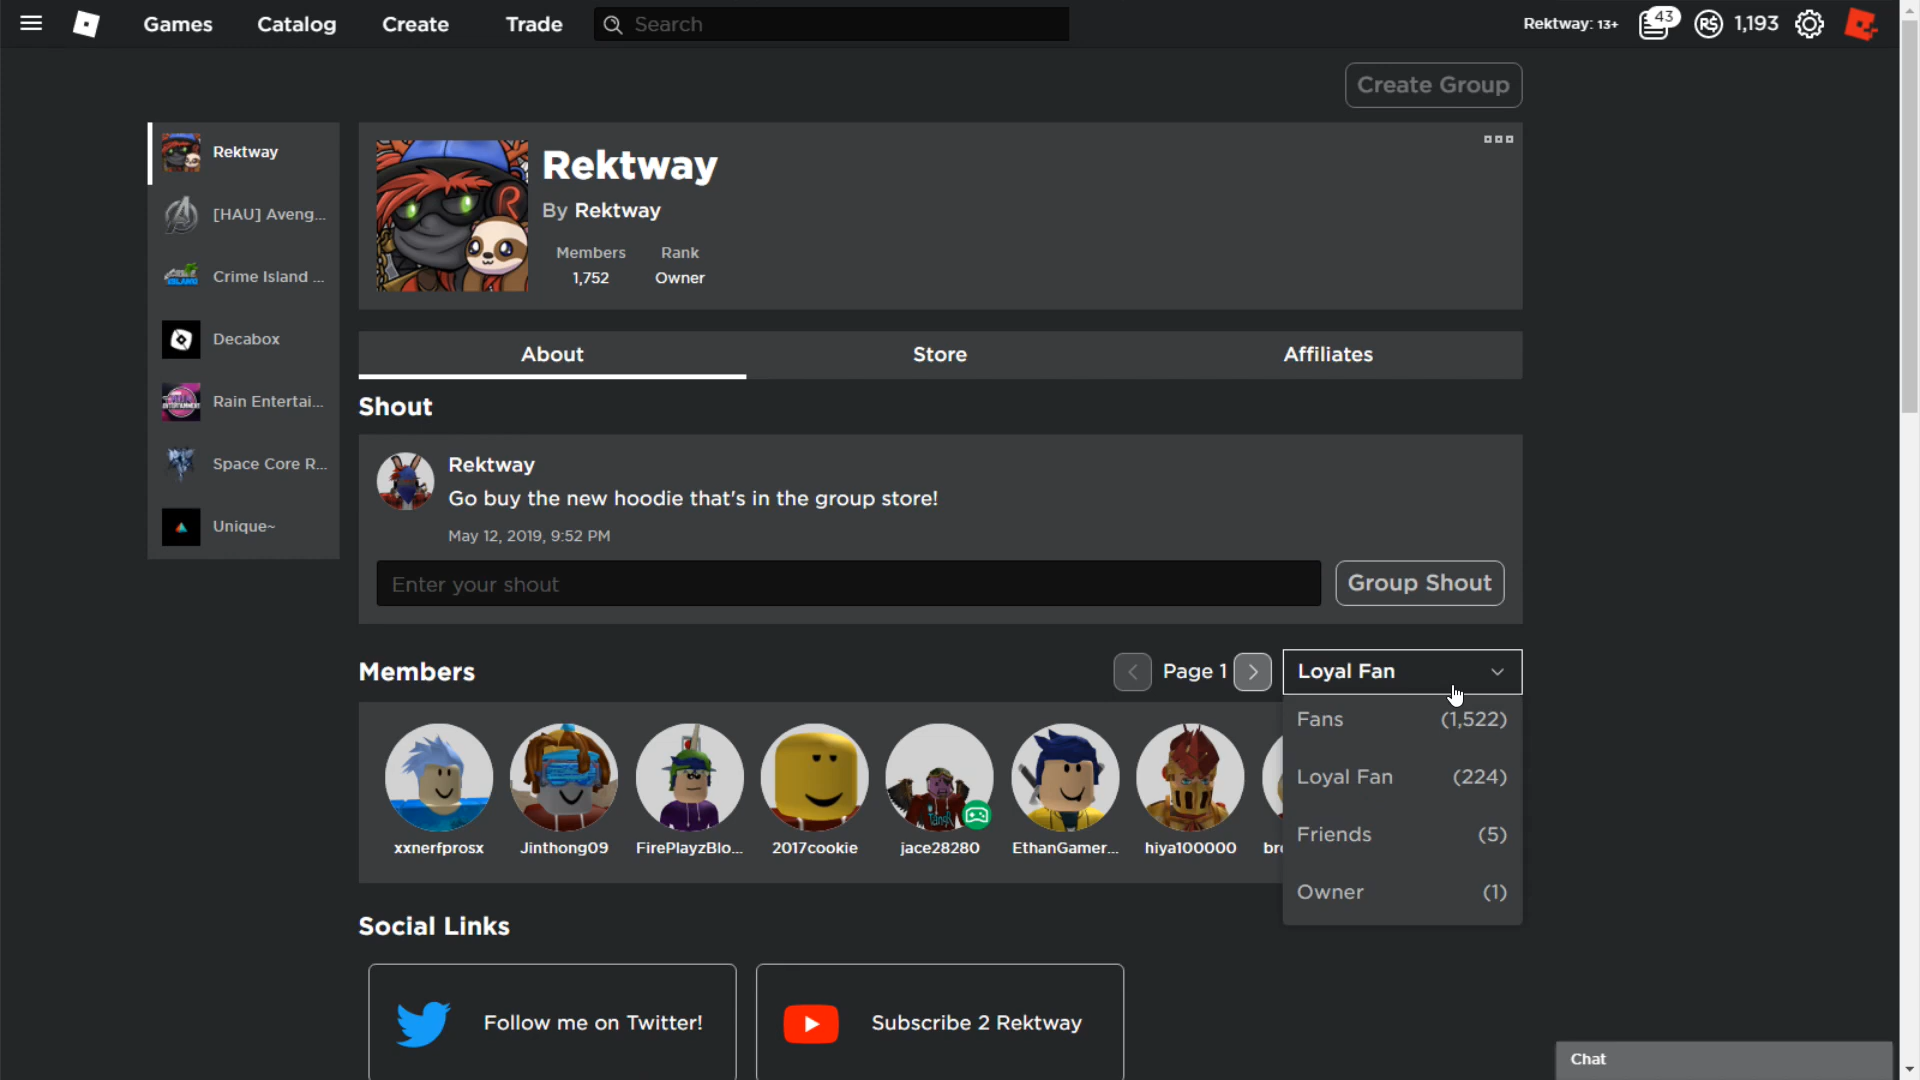 Games Catalog Create Trade Search Rektway: 13+ 43 R$ 1,193
Create Group
Rektway
[HAU] Aveng...
Crime Island ...
Decabox
Rain Entertai...
Space Core R...
Unique~
Rektway
By Rektway
Members Rank
1,752 Owner
About Store Affiliates
Shout
Rektway
Go buy the new hoodie that's in the group store!
May 12, 2019, 9:52 PM
Enter your shout Group Shout
Members Page 1 Loyal Fan
Fans (1,522)
Loyal Fan (224)
Friends (5)
Owner (1)
xxnerfprosx Jinthong09 FirePlayzBlo... 2017cookie jace28280 EthanGamer... hiya100000
Social Links
Follow me on Twitter! Subscribe 2 Rektway
Chat